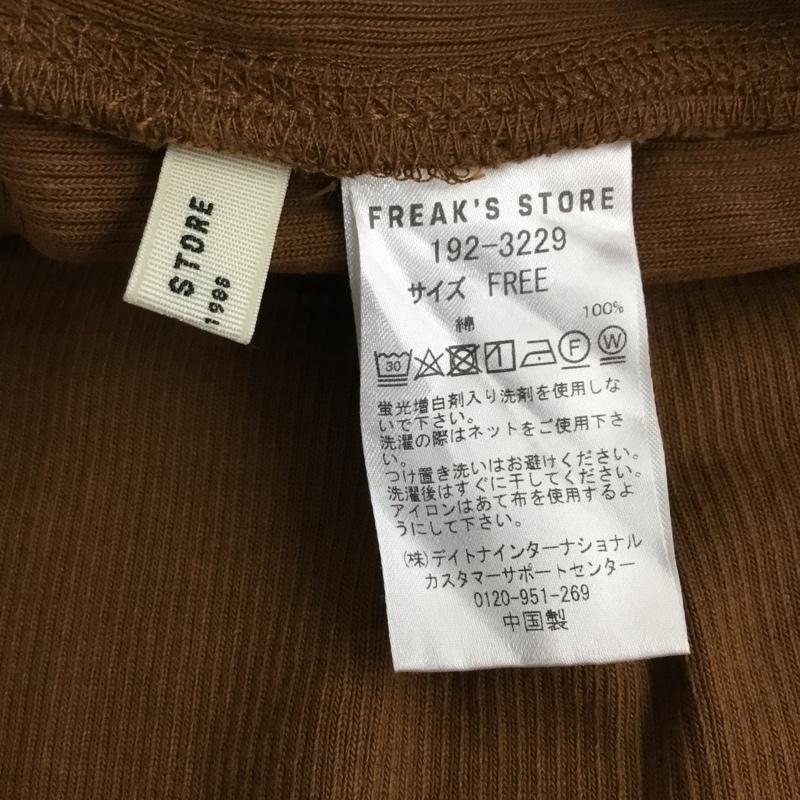 STORE
1986
FREAK'S STORE
192-3229
サイズ FREE
綿 100%
30 1 F W
蛍光増白剤入り洗剤を使用しな
いで下さい。
洗濯の際はネットをご使用下さ
い。
つけ置き洗いはお避けください。
洗濯後はすぐに干してください。
アイロンはあて布を使用するよ
うにして下さい。
(株)デイトナインターナショナル
カスタマーサポートセンター
0120-951-269
中国製